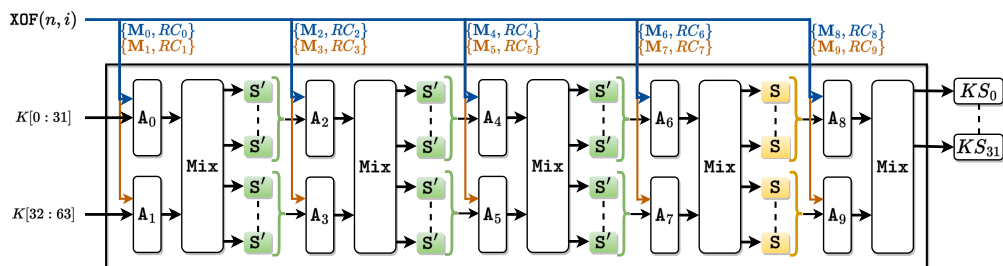 XOF(n, i)
{M₀, RC₀} {M₂, RC₂} {M₄, RC₄} {M₆, RC₆} {M₈, RC₈}
{M₁, RC₁} {M₃, RC₃} {M₅, RC₅} {M₇, RC₇} {M₉, RC₉}
S′ S′ S′ S KS₀
K[0 : 31] A₀ A₂ A₄ A₆ A₈
S′ S′ S′ S KS₃₁
Mix Mix Mix Mix Mix
S′ S′ S′ S
K[32 : 63] A₁ A₃ A₅ A₇ A₉
S′ S′ S′ S